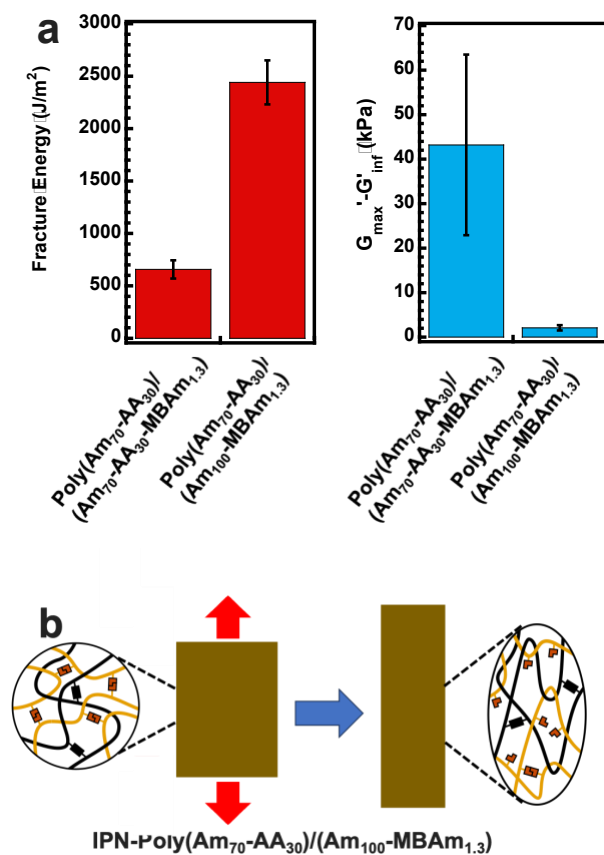 a
Fracture Energy (J/m²)
3000
2500
2000
1500
1000
500
0
Poly(Am₇₀-AA₃₀)/
(Am₇₀-AA₃₀-MBAm₁.₃)
Poly(Am₇₀-AA₃₀)/
(Am₁₀₀-MBAm₁.₃)
Gmax'-G'inf (kPa)
70
60
50
40
30
20
10
0
Poly(Am₇₀-AA₃₀)/
(Am₇₀-AA₃₀-MBAm₁.₃)
Poly(Am₇₀-AA₃₀)/
(Am₁₀₀-MBAm₁.₃)
b
IPN-Poly(Am₇₀-AA₃₀)/(Am₁₀₀-MBAm₁.₃)